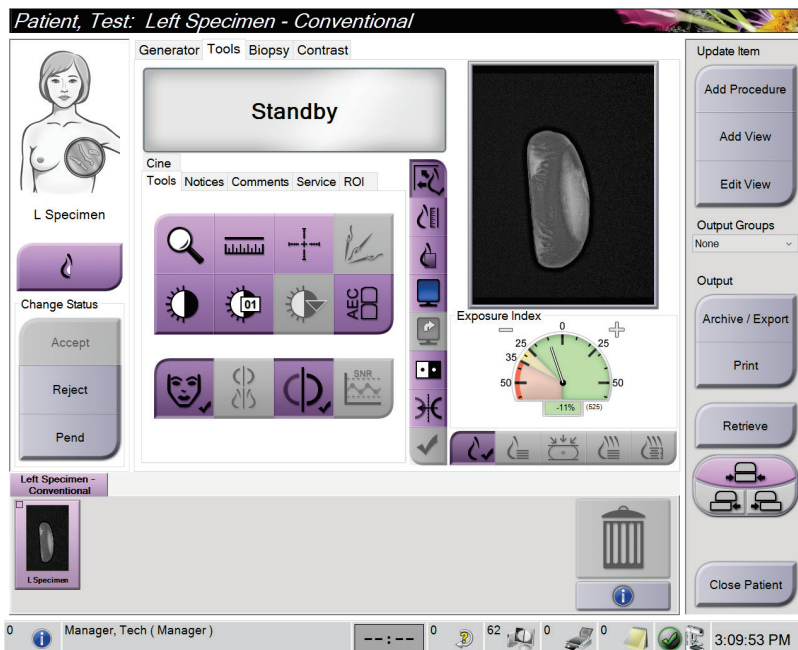 Patient, Test:  Left Specimen - Conventional
Generator Tools Biopsy Contrast
Standby
Cine
Tools Notices Comments Service ROI
L Specimen
Change Status
Accept
Reject
Pend
01
AEC
SNR
Exposure Index
0
25 25
35
50 50
-11% (525)
Update Item
Add Procedure
Add View
Edit View
Output Groups
None
Output
Archive / Export
Print
Retrieve
Close Patient
Left Specimen -
Conventional
L Specimen
0 Manager, Tech ( Manager ) --:-- 0 62 0 0 3:09:53 PM